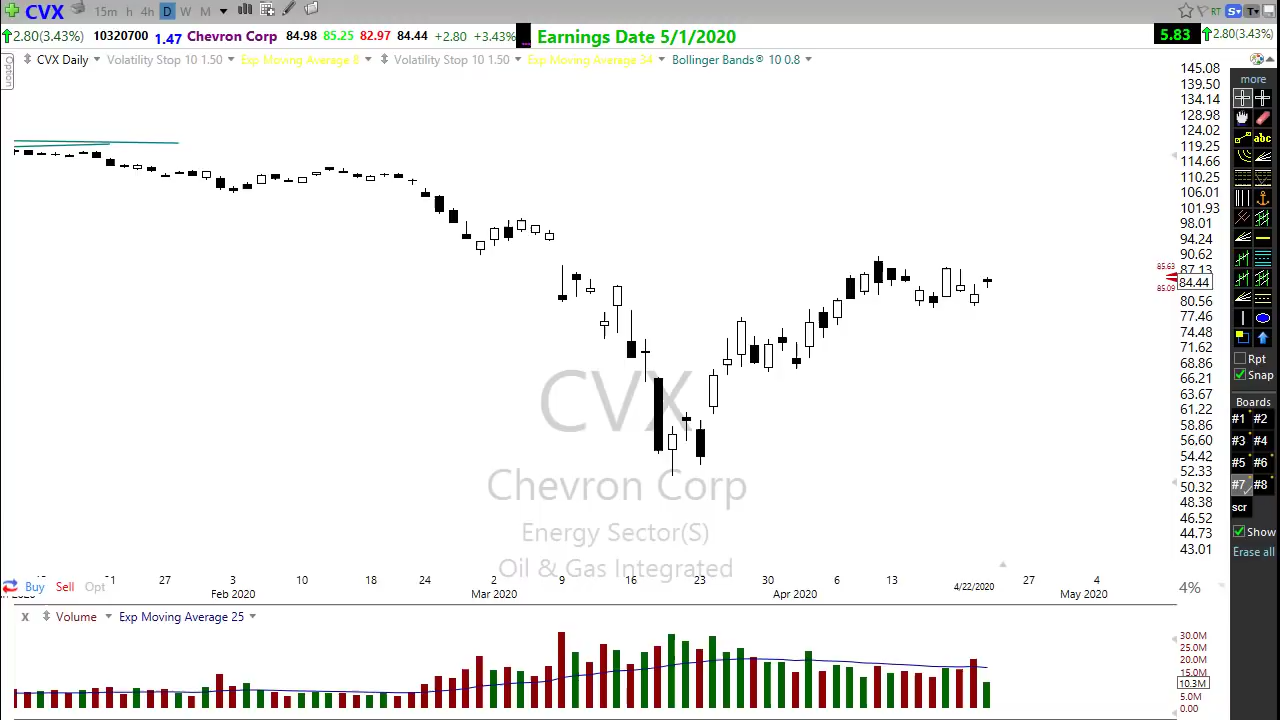 CVX 15m h 4h D W M RT S T
2.80(3.43%) 10320700 1.47 Chevron Corp 84.98 85.25 82.97 84.44 +2.80 +3.43% Earnings Date 5/1/2020 5.83 2.80(3.43%)
Option
CVX Daily Volatility Stop 10 1.50 Exp Moving Average 8 Volatility Stop 10 1.50 Exp Moving Average 34 Bollinger Bands® 10 0.8
145.08
139.50
134.14
128.98
124.02
119.25
114.66
110.25
106.01
101.93
98.01
94.24
90.62
87.13
84.44
80.56
77.46
74.48
71.62
68.86
66.21
63.67
61.22
58.86
56.60
54.42
52.33
50.32
48.38
46.52
44.73
43.01
85.63
85.09
more
abc
Rpt
Snap
Boards
#1 #2
#3 #4
#5 #6
#7 #8
scr
Show
Erase all
CVX
Chevron Corp
Energy Sector(S)
Oil & Gas Integrated
21 27 3 10 18 24 2 9 16 23 30 6 13 4/22/2020 27 4
Buy Sell Opt
Feb 2020 Mar 2020 Apr 2020 May 2020
4%
x Volume Exp Moving Average 25
30.0M
25.0M
20.0M
15.0M
10.3M
5.0M
0.00